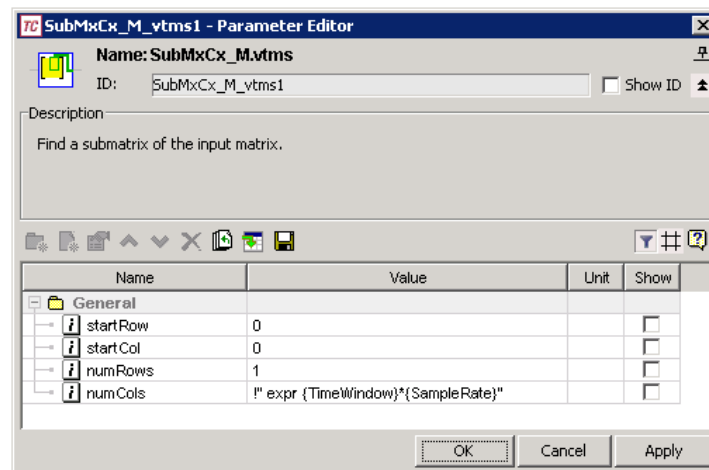 TC SubMxCx_M_vtms1 - Parameter Editor
Name: SubMxCx_M.vtms
ID: SubMxCx_M_vtms1 Show ID
Description
Find a submatrix of the input matrix.
Name Value Unit Show
General
i startRow 0
i startCol 0
i numRows 1
i numCols !" expr {TimeWindow}*{SampleRate}"
OK Cancel Apply